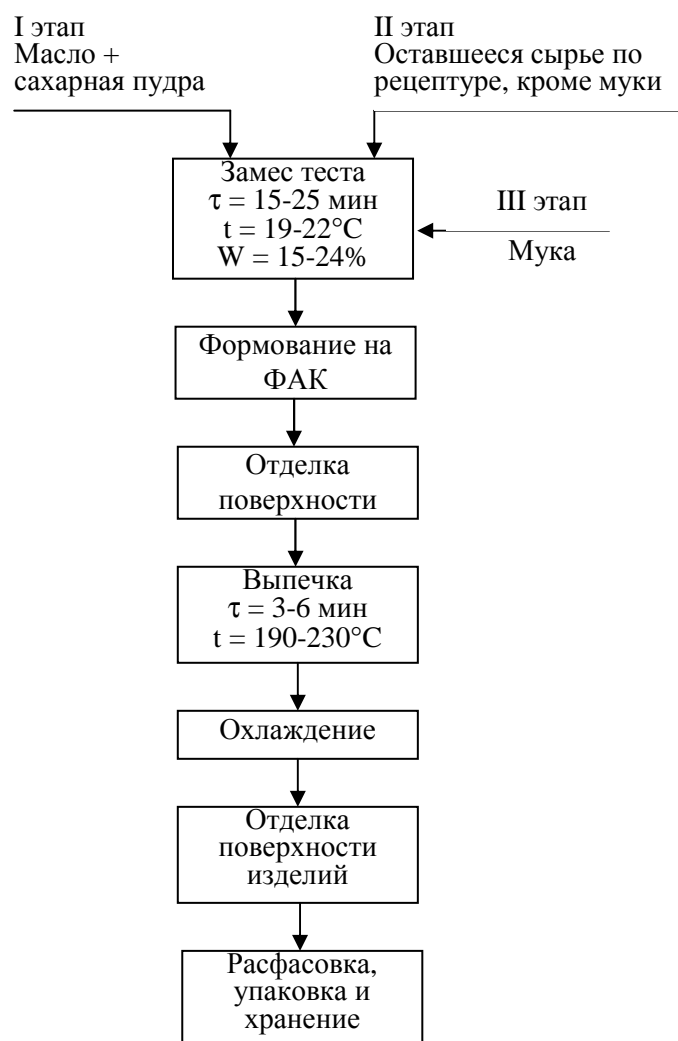 I этап
Масло +
сахарная пудра
II этап
Оставшееся сырье по
рецептуре, кроме муки
Замес теста
τ = 15-25 мин
t = 19-22°C
W = 15-24%
III этап
Мука
Формование на
ФАК
Отделка
поверхности
Выпечка
τ = 3-6 мин
t = 190-230°C
Охлаждение
Отделка
поверхности
изделий
Расфасовка,
упаковка и
хранение